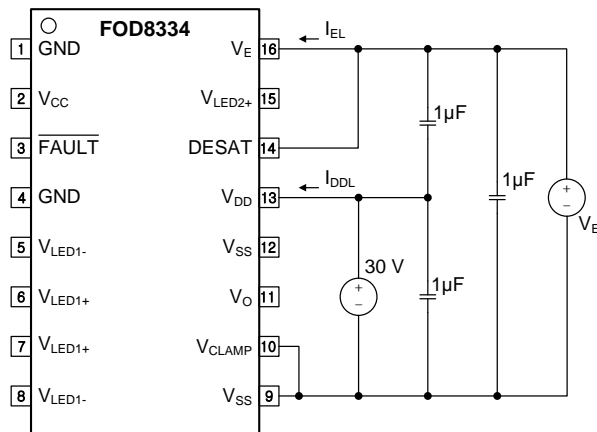 FOD8334
1 GND
2 VCC
3 FAULT
4 GND
5 VLED1-
6 VLED1+
7 VLED1+
8 VLED1-
VE 16
VLED2+ 15
DESAT 14
VDD 13
VSS 12
VO 11
VCLAMP 10
VSS 9
IEL
IDDL
1µF
1µF
1µF
30 V
+
−
+
−
VE